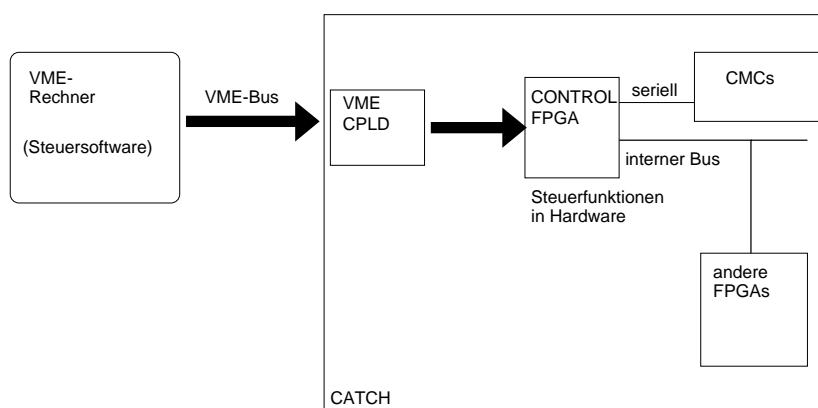 VME-
Rechner
(Steuersoftware)
VME-Bus
VME
CPLD
CONTROL
FPGA
seriell
CMCs
interner Bus
Steuerfunktionen
in Hardware
andere
FPGAs
CATCH